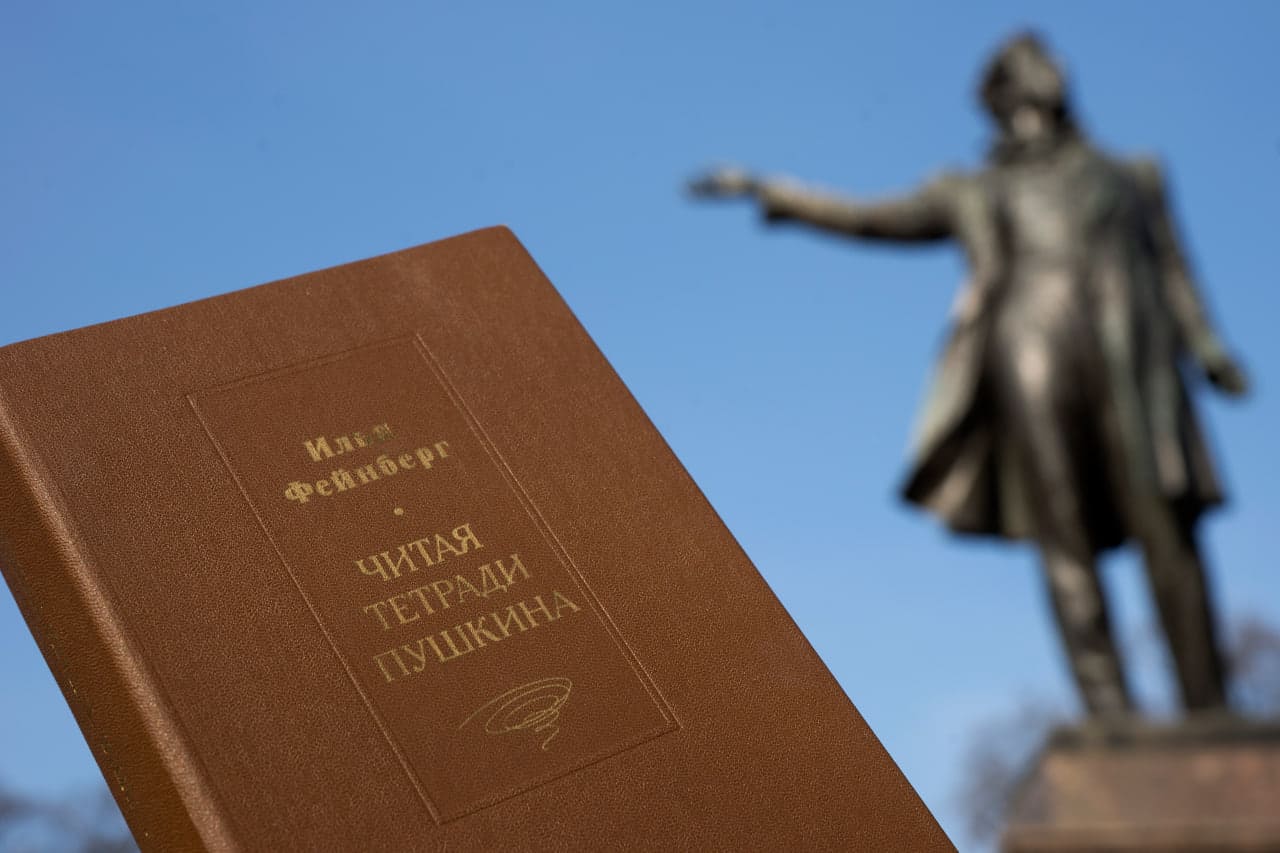 Илья
Фейнберг
•
ЧИТАЯ
ТЕТРАДИ
ПУШКИНА